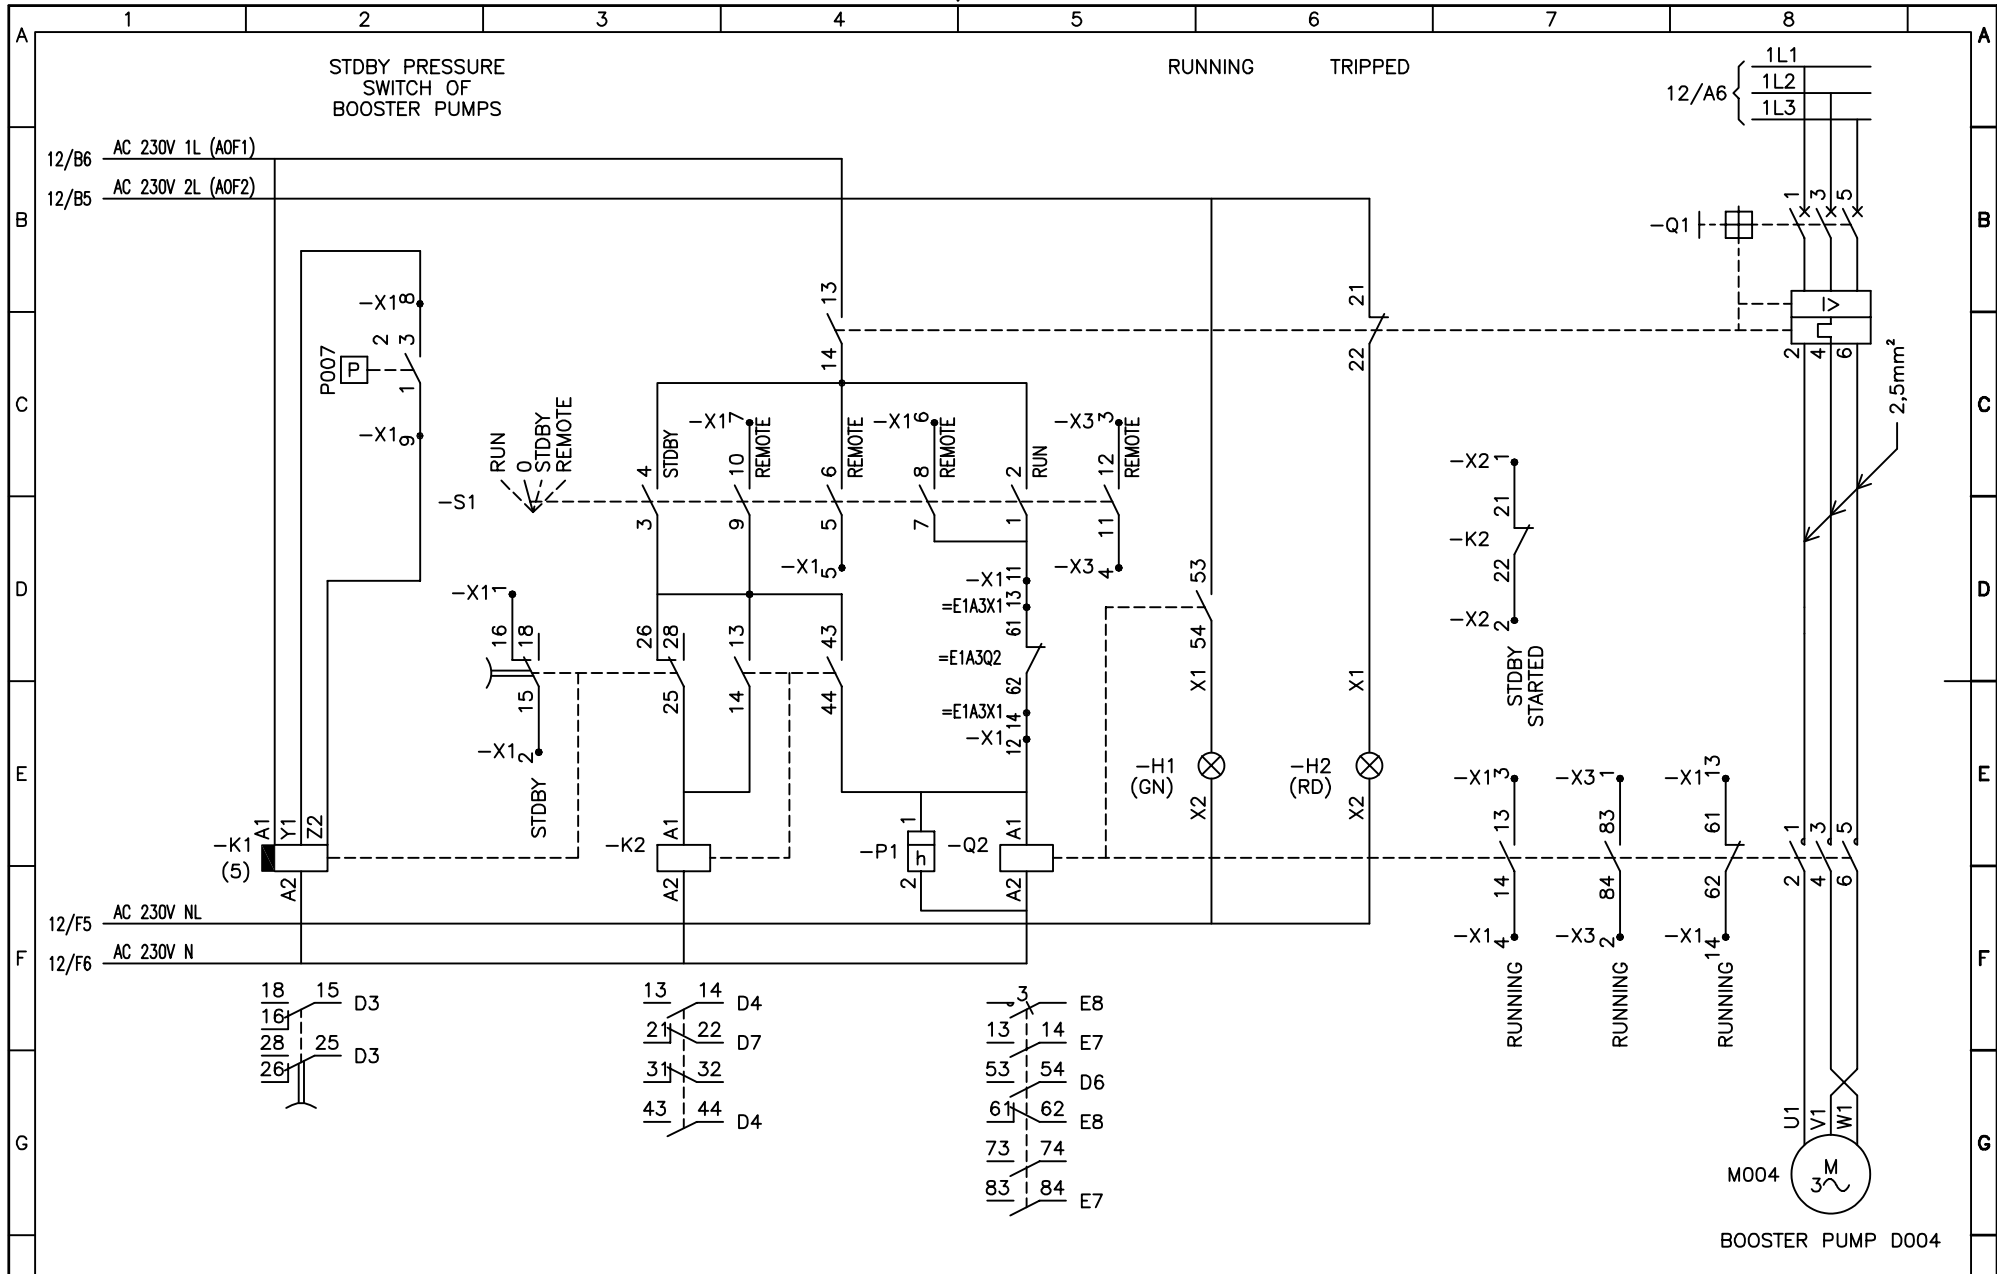 1 2 3 4 5 6 7 8
A A
STDBY PRESSURE
SWITCH OF
BOOSTER PUMPS
RUNNING
TRIPPED
12/A6
1L1
1L2
1L3
12/B6 AC 230V 1L (A0F1)
12/B5 AC 230V 2L (A0F2)
B B
-Q1
1 3 5
I>
2 4 6
2,5mm²
-X1 8
2 3
P007
P
1
-X1 9
13
14
21
22
C C
RUN
0
STDBY
REMOTE
-S1
4 STDBY
3
-X1 7
10 REMOTE
9
6 REMOTE
5
-X1 5
-X1 6
8 REMOTE
7
2 RUN
1
-X3 3
12 REMOTE
11
-X3 4
-X2 1
21
-K2
22
-X2 2
STDBY
STARTED
D D
-X1 1
16 18
15
-X1 2
STDBY
26 28
25
13
14
43
44
-X1 11
=E1A3X1 13
61
=E1A3Q2
62
=E1A3X1 14
-X1 12
53
54
X1
-H1
(GN)
X2
X1
-H2
(RD)
X2
E E
-K1
(5)
A1 Y1 Z2
A2
-K2
A1
A2
-P1
1
h
2
-Q2
A1
A2
-X1 3
13
14
-X1 4
RUNNING
-X3 1
83
84
-X3 2
RUNNING
-X1 13
61
62
-X1 14
RUNNING
1 3 5
2 4 6
12/F5 AC 230V NL
12/F6 AC 230V N
F F
18 15 D3
16
28 25 D3
26
13 14 D4
21 22 D7
31 32
43 44 D4
3 E8
13 14 E7
53 54 D6
61 62 E8
73 74
83 84 E7
G G
U1 V1 W1
M004
M
3
BOOSTER PUMP D004